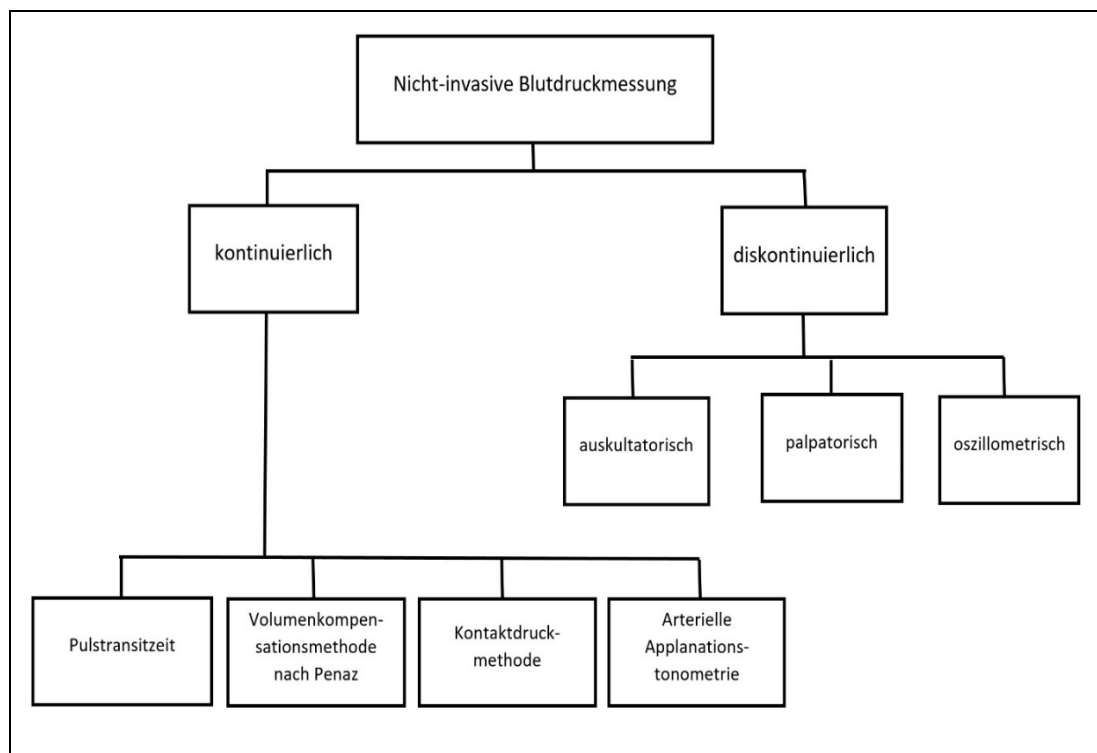 Nicht-invasive Blutdruckmessung
kontinuierlich
diskontinuierlich
auskultatorisch
palpatorisch
oszillometrisch
Pulstransitzeit
Volumenkompen-
sationsmethode
nach Penaz
Kontaktdruck-
methode
Arterielle
Applanations-
tonometrie